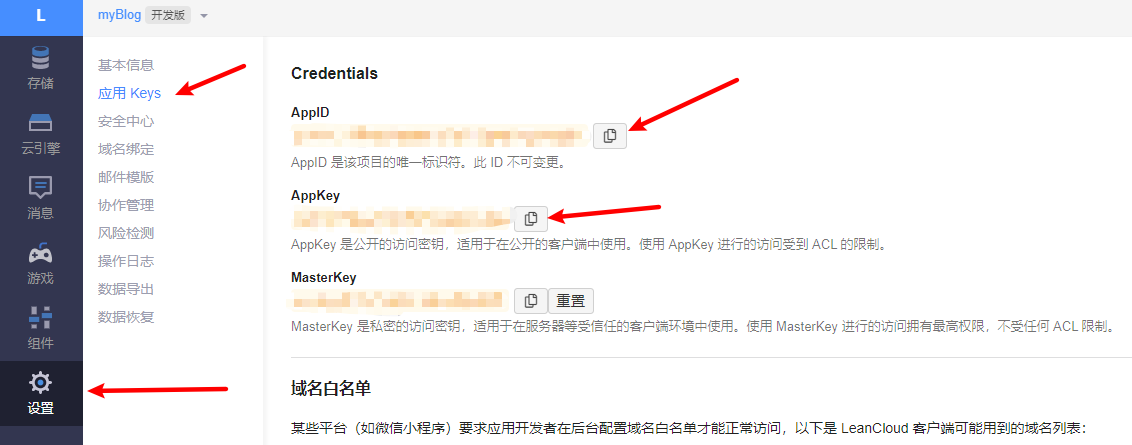 L
myBlog 开发版
存储
云引擎
消息
游戏
组件
设置
基本信息
应用 Keys
安全中心
域名绑定
邮件模版
协作管理
风险检测
操作日志
数据导出
数据恢复
Credentials
AppID
AppID 是该项目的唯一标识符。此 ID 不可变更。
AppKey
AppKey 是公开的访问密钥，适用于在公开的客户端中使用。使用 AppKey 进行的访问受到 ACL 的限制。
MasterKey
重置
MasterKey 是私密的访问密钥，适用于在服务器等受信任的客户端环境中使用。使用 MasterKey 进行的访问拥有最高权限，不受任何 ACL 限制。
域名白名单
某些平台（如微信小程序）要求应用开发者在后台配置域名白名单才能正常访问，以下是 LeanCloud 客户端可能用到的域名列表：